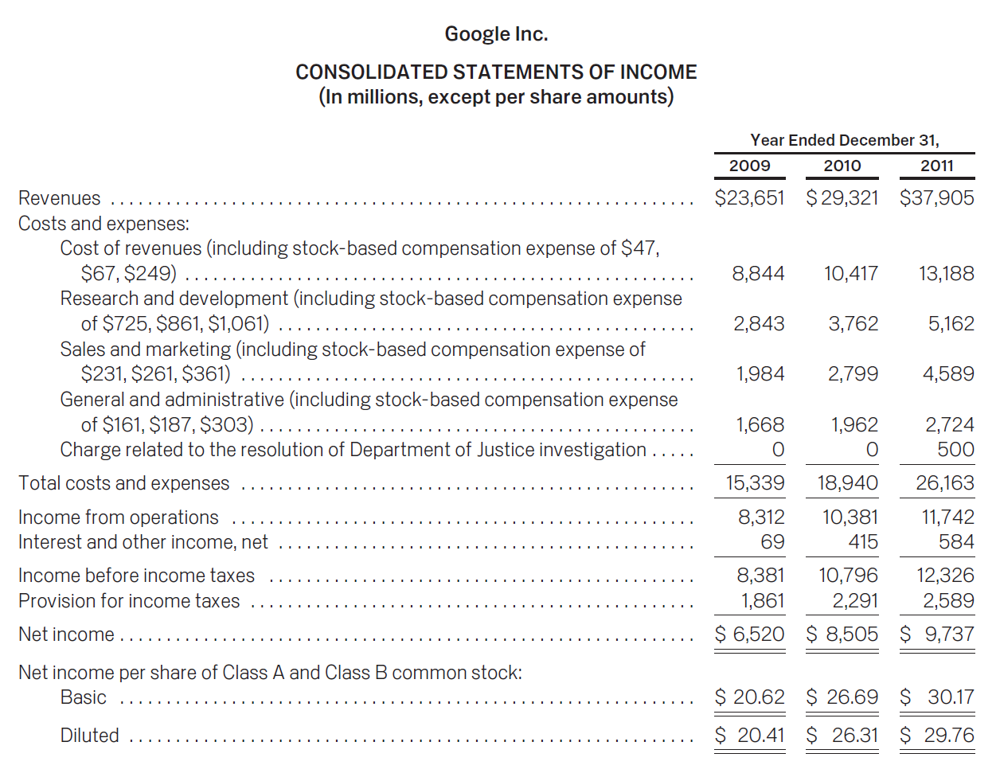 Google Inc.
CONSOLIDATED STATEMENTS OF INCOME
(In millions, except per share amounts)
Year Ended December 31,
2009 2010 2011
Revenues $23,651 $29,321 $37,905
Costs and expenses:
Cost of revenues (including stock-based compensation expense of $47,
$67, $249) 8,844 10,417 13,188
Research and development (including stock-based compensation expense
of $725, $861, $1,061) 2,843 3,762 5,162
Sales and marketing (including stock-based compensation expense of
$231, $261, $361) 1,984 2,799 4,589
General and administrative (including stock-based compensation expense
of $161, $187, $303) 1,668 1,962 2,724
Charge related to the resolution of Department of Justice investigation 0 0 500
Total costs and expenses 15,339 18,940 26,163
Income from operations 8,312 10,381 11,742
Interest and other income, net 69 415 584
Income before income taxes 8,381 10,796 12,326
Provision for income taxes 1,861 2,291 2,589
Net income $ 6,520 $ 8,505 $ 9,737
Net income per share of Class A and Class B common stock:
Basic $ 20.62 $ 26.69 $ 30.17
Diluted $ 20.41 $ 26.31 $ 29.76